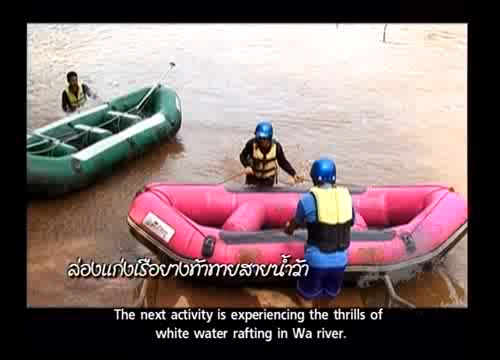 ล่องแก่งเรือยางท้าทายสายน้ำว้า
The next activity is experiencing the thrills of
white water rafting in Wa river.